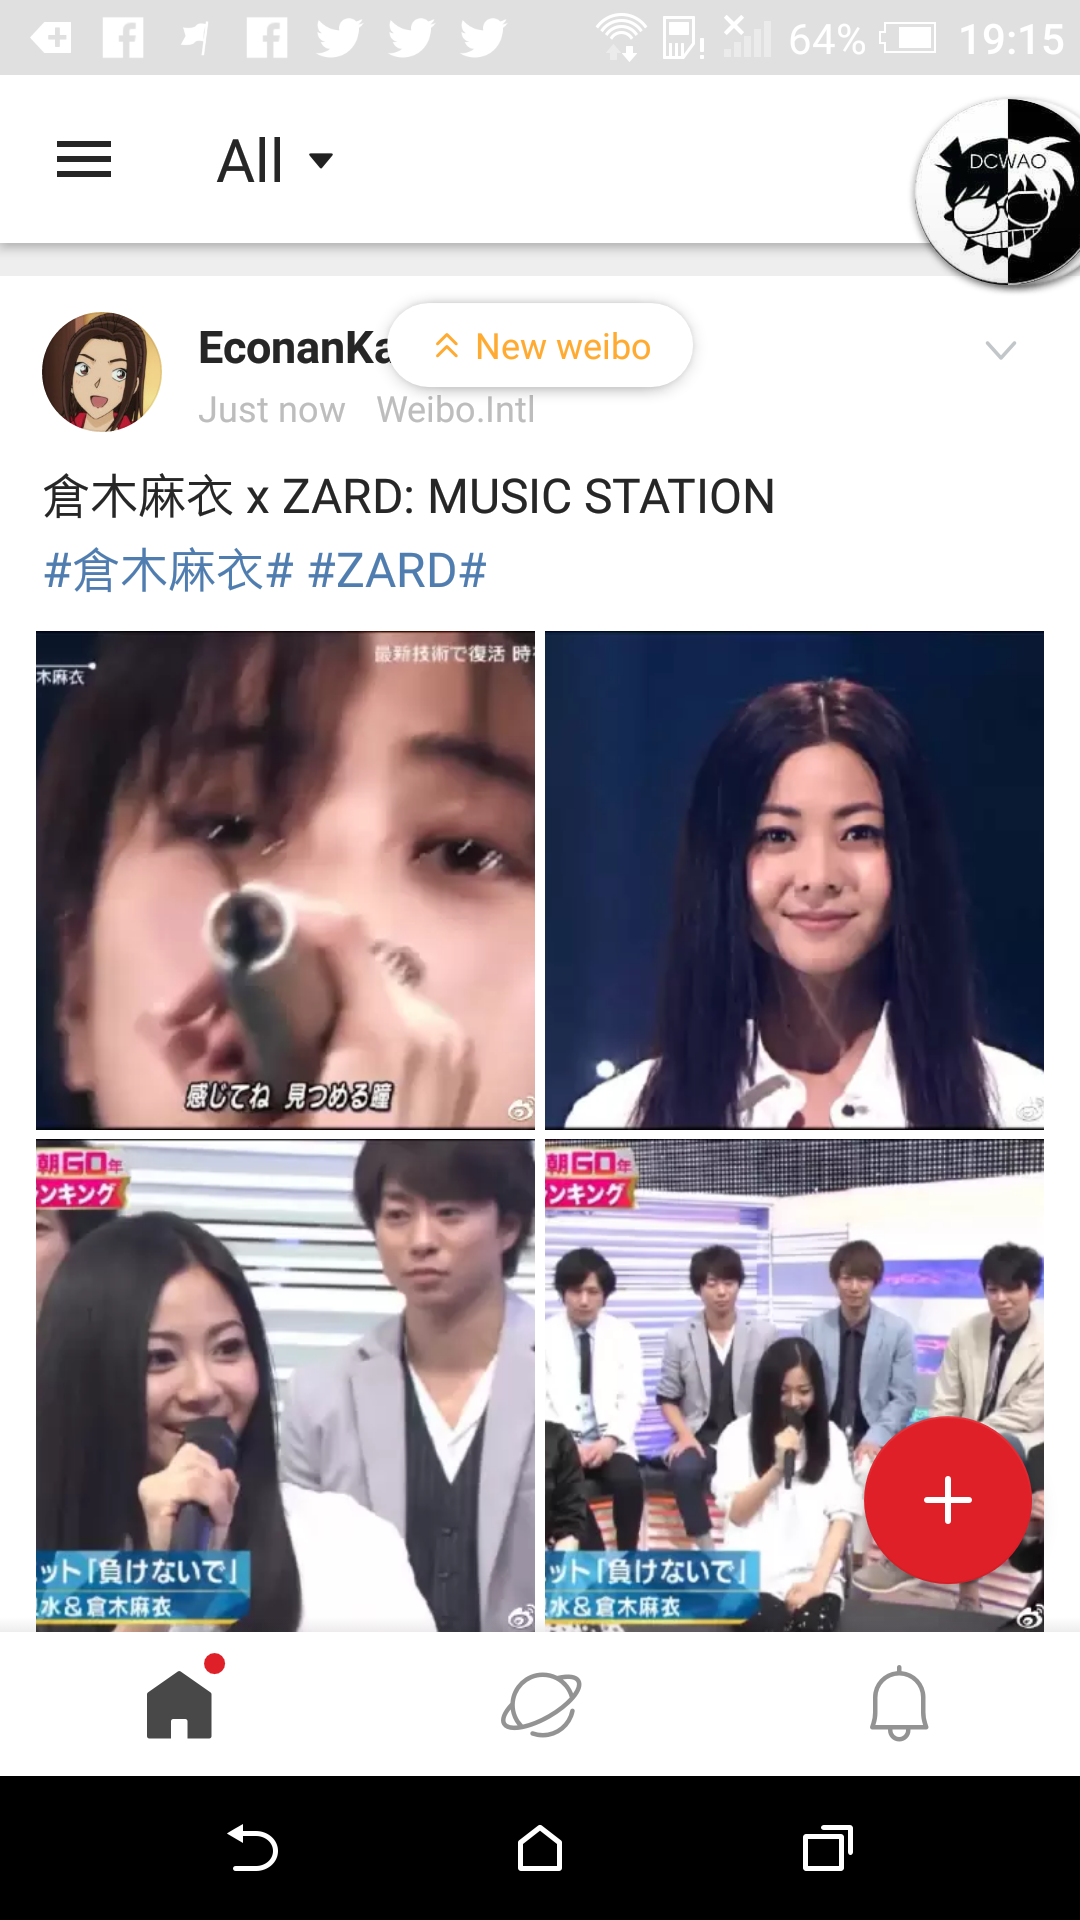 64% 19:15
All
DCWAO
EconanKa
New weibo
Just now Weibo.Intl
倉木麻衣 x ZARD: MUSIC STATION
#倉木麻衣# #ZARD#
最新技術で復活 時
木麻衣
感じてね 見つめる瞳
朝GO年
ンキング
ット「負けないで」
水&倉木麻衣
朝GO年
ンキング
ット「負けないで」
水&倉木麻衣